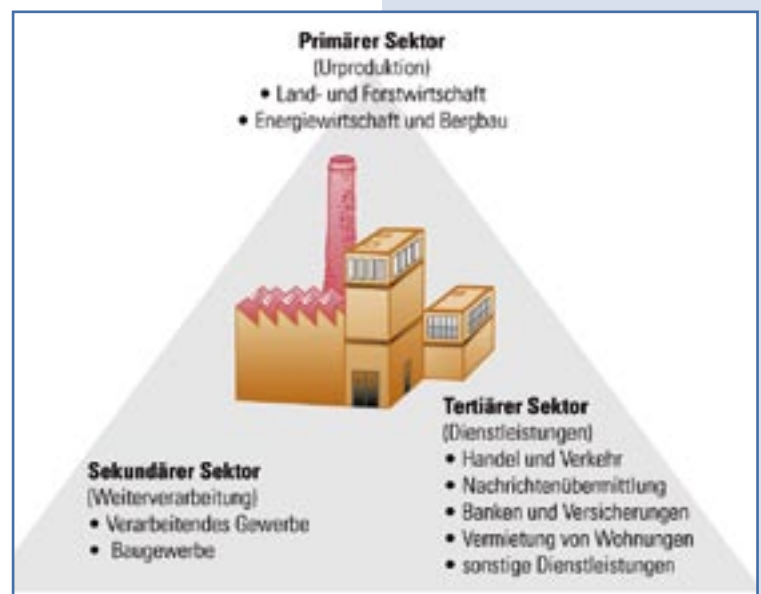 Primärer Sektor
(Urproduktion)
• Land- und Forstwirtschaft
• Energiewirtschaft und Bergbau
Sekundärer Sektor
(Weiterverarbeitung)
• Verarbeitendes Gewerbe
• Baugewerbe
Tertiärer Sektor
(Dienstleistungen)
• Handel und Verkehr
• Nachrichtenübermittlung
• Banken und Versicherungen
• Vermietung von Wohnungen
• sonstige Dienstleistungen